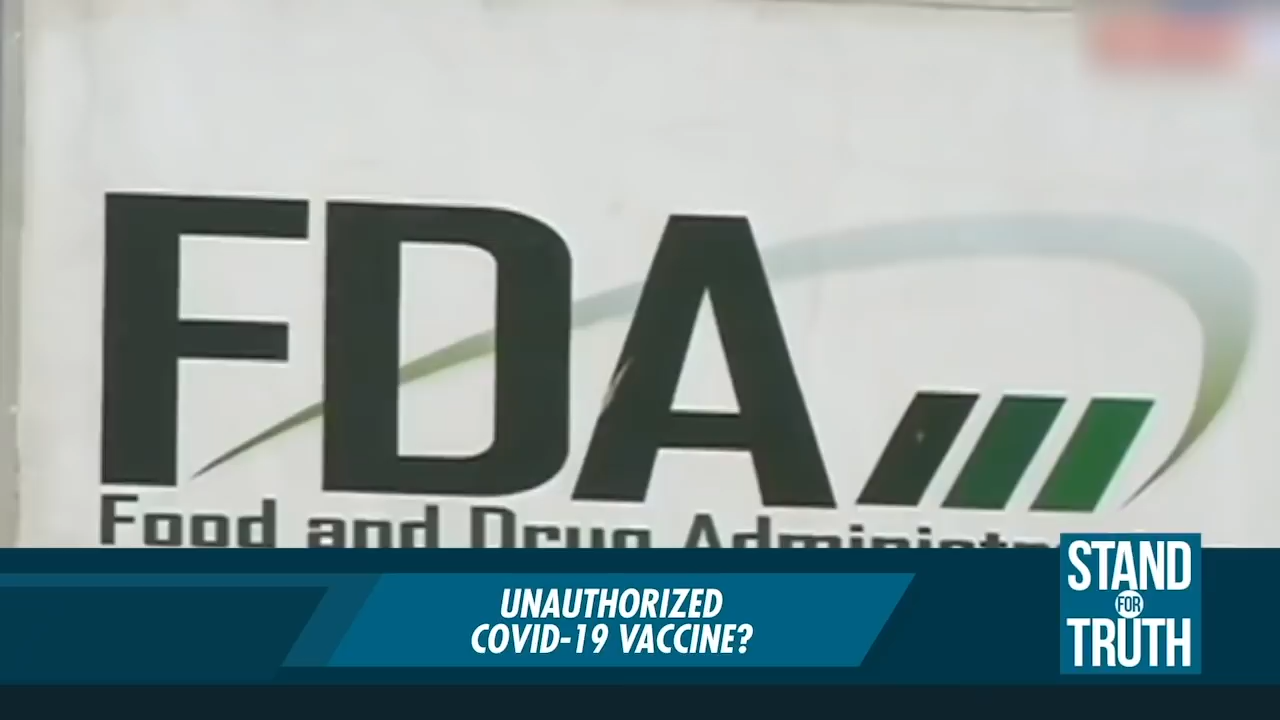 FDA
Food and Drug
UNAUTHORIZED
COVID-19 VACCINE?
STAND
FOR
TRUTH